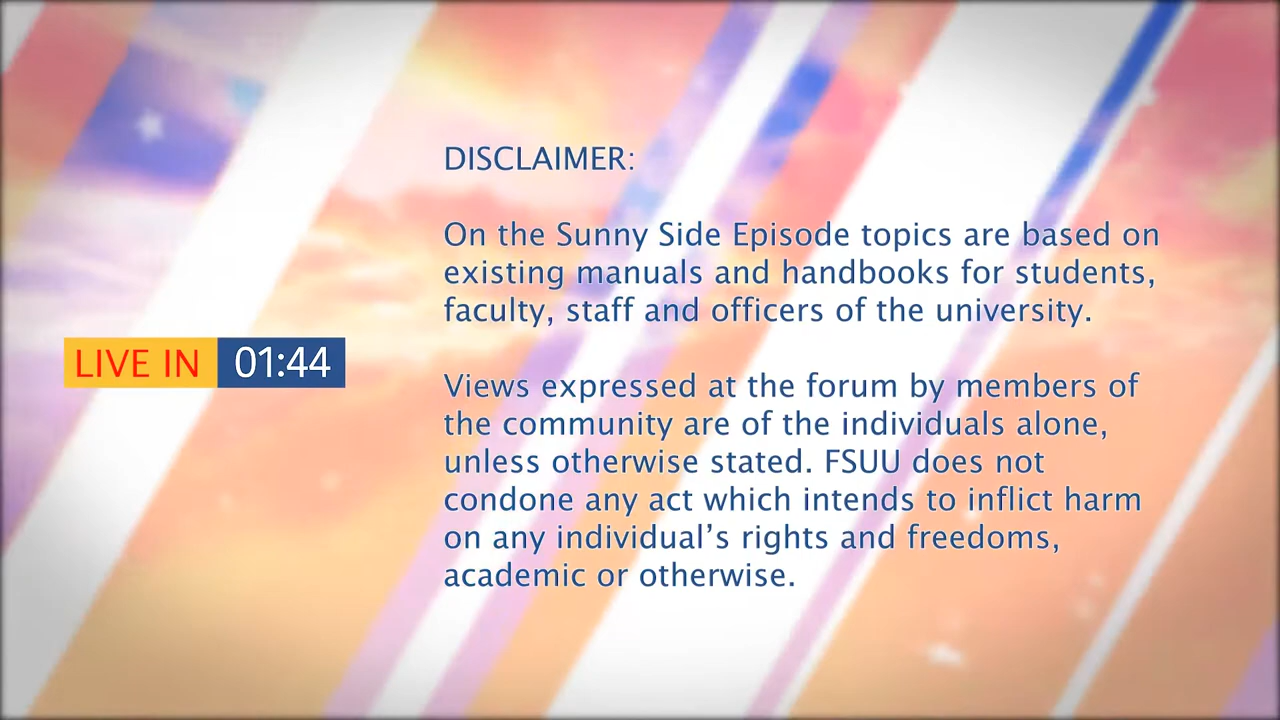 DISCLAIMER:
On the Sunny Side Episode topics are based on
existing manuals and handbooks for students,
faculty, staff and officers of the university.
LIVE IN 01:44
Views expressed at the forum by members of
the community are of the individuals alone,
unless otherwise stated. FSUU does not
condone any act which intends to inflict harm
on any individual’s rights and freedoms,
academic or otherwise.